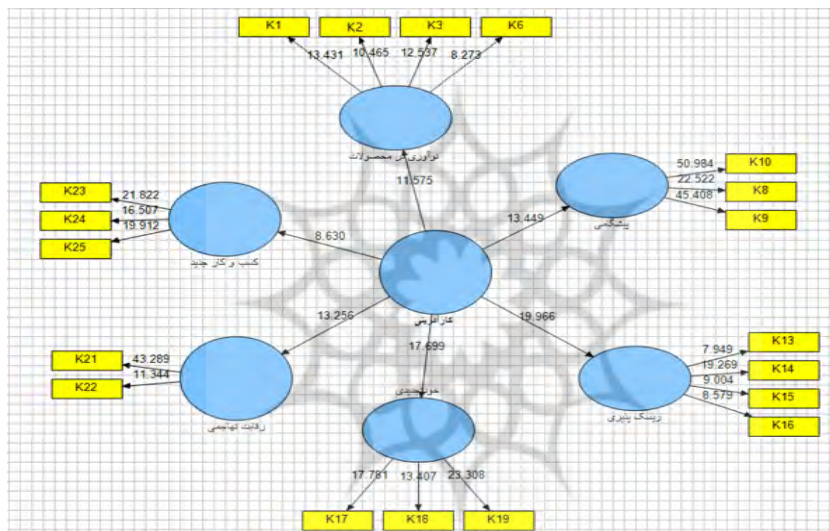 K1
K2
K3
K6
13.431
10.465
12.537
8.273
نوآوری در محصولات
11.575
K10
K8
K9
50.984
22.522
45.408
پیشگامی
13.449
K23
K24
K25
21.822
16.507
19.912
کسب و کار جدید
8.630
کارآفرینی
13.256
19.966
17.699
K21
K22
43.289
11.344
رقابت تهاجمی
K13
K14
K15
K16
7.949
19.269
9.004
8.579
ریسک پذیری
17.781
13.407
23.308
K17
K18
K19